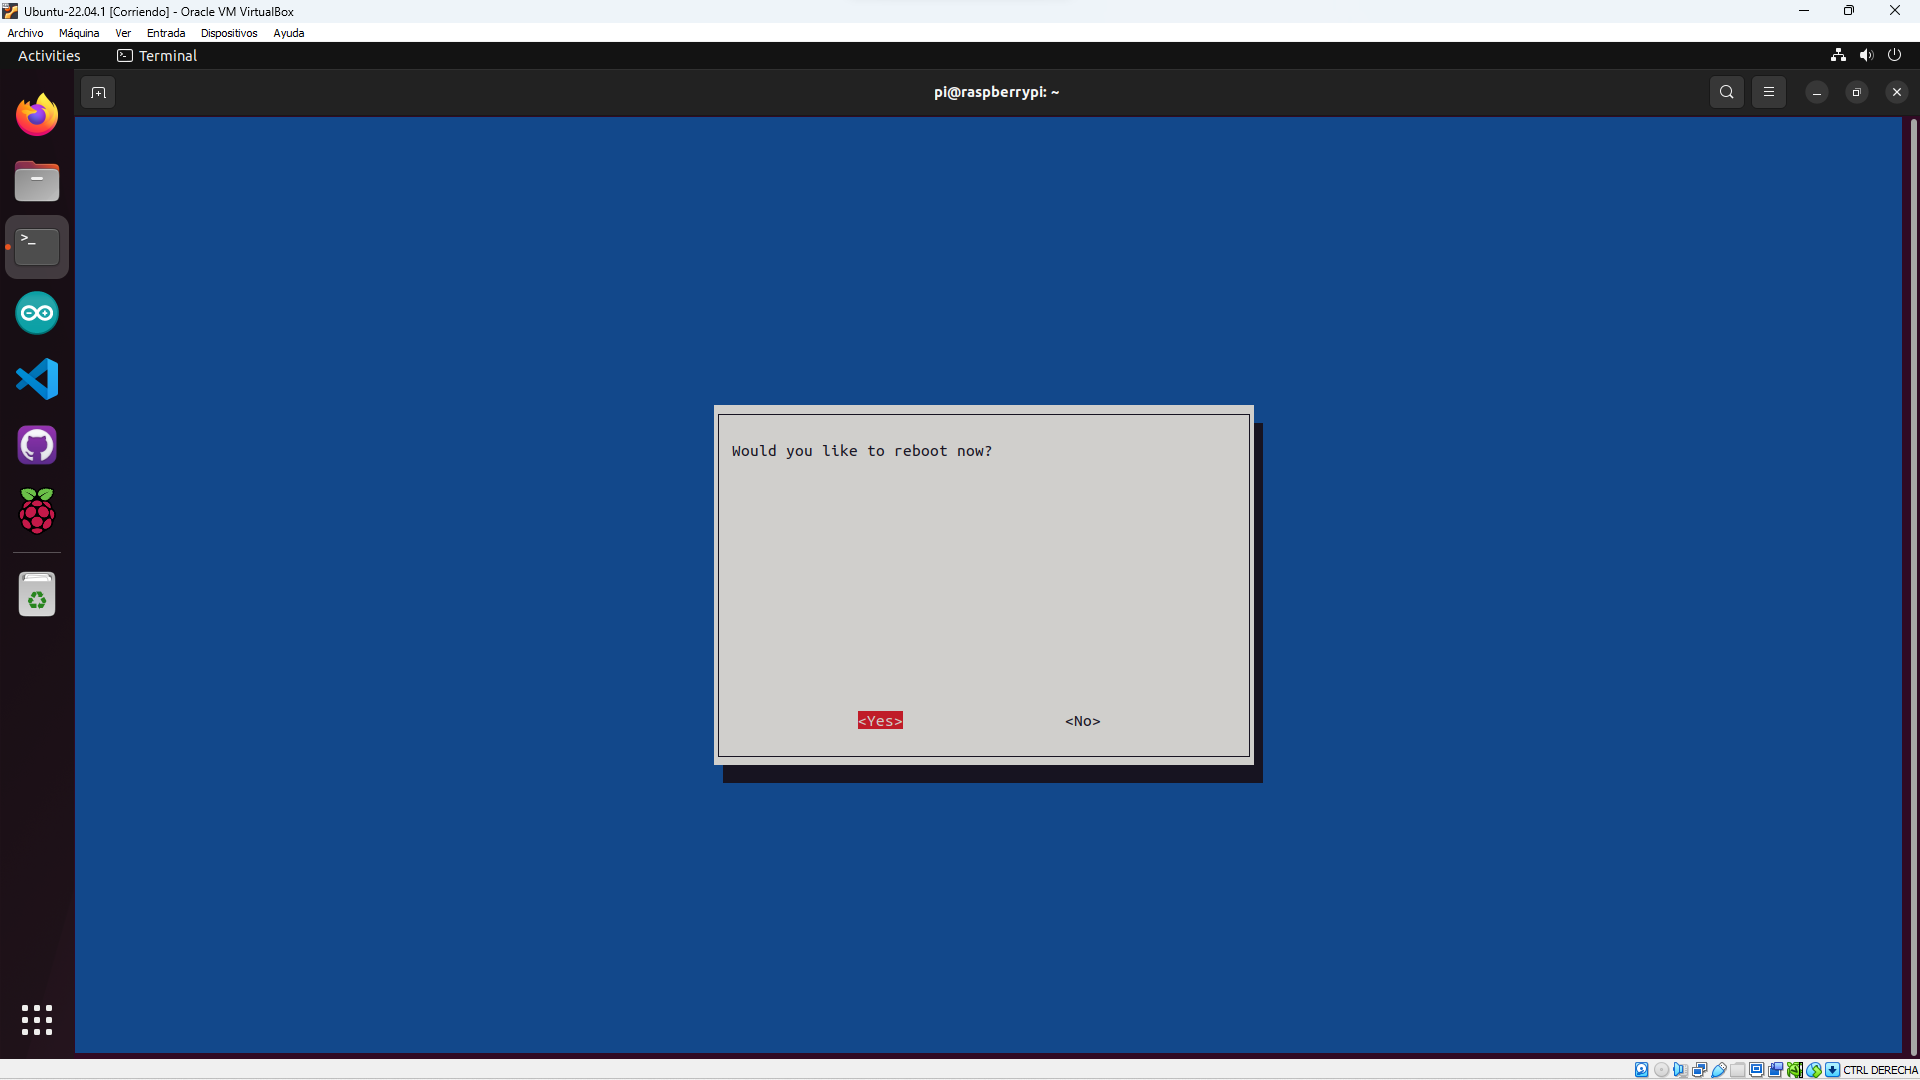 Ubuntu-22.04.1 [Corriendo] - Oracle VM VirtualBox
Archivo Máquina Ver Entrada Dispositivos Ayuda
Activities Terminal
pi@raspberrypi: ~
>_
Would you like to reboot now?
<Yes> <No>
CTRL DERECHA